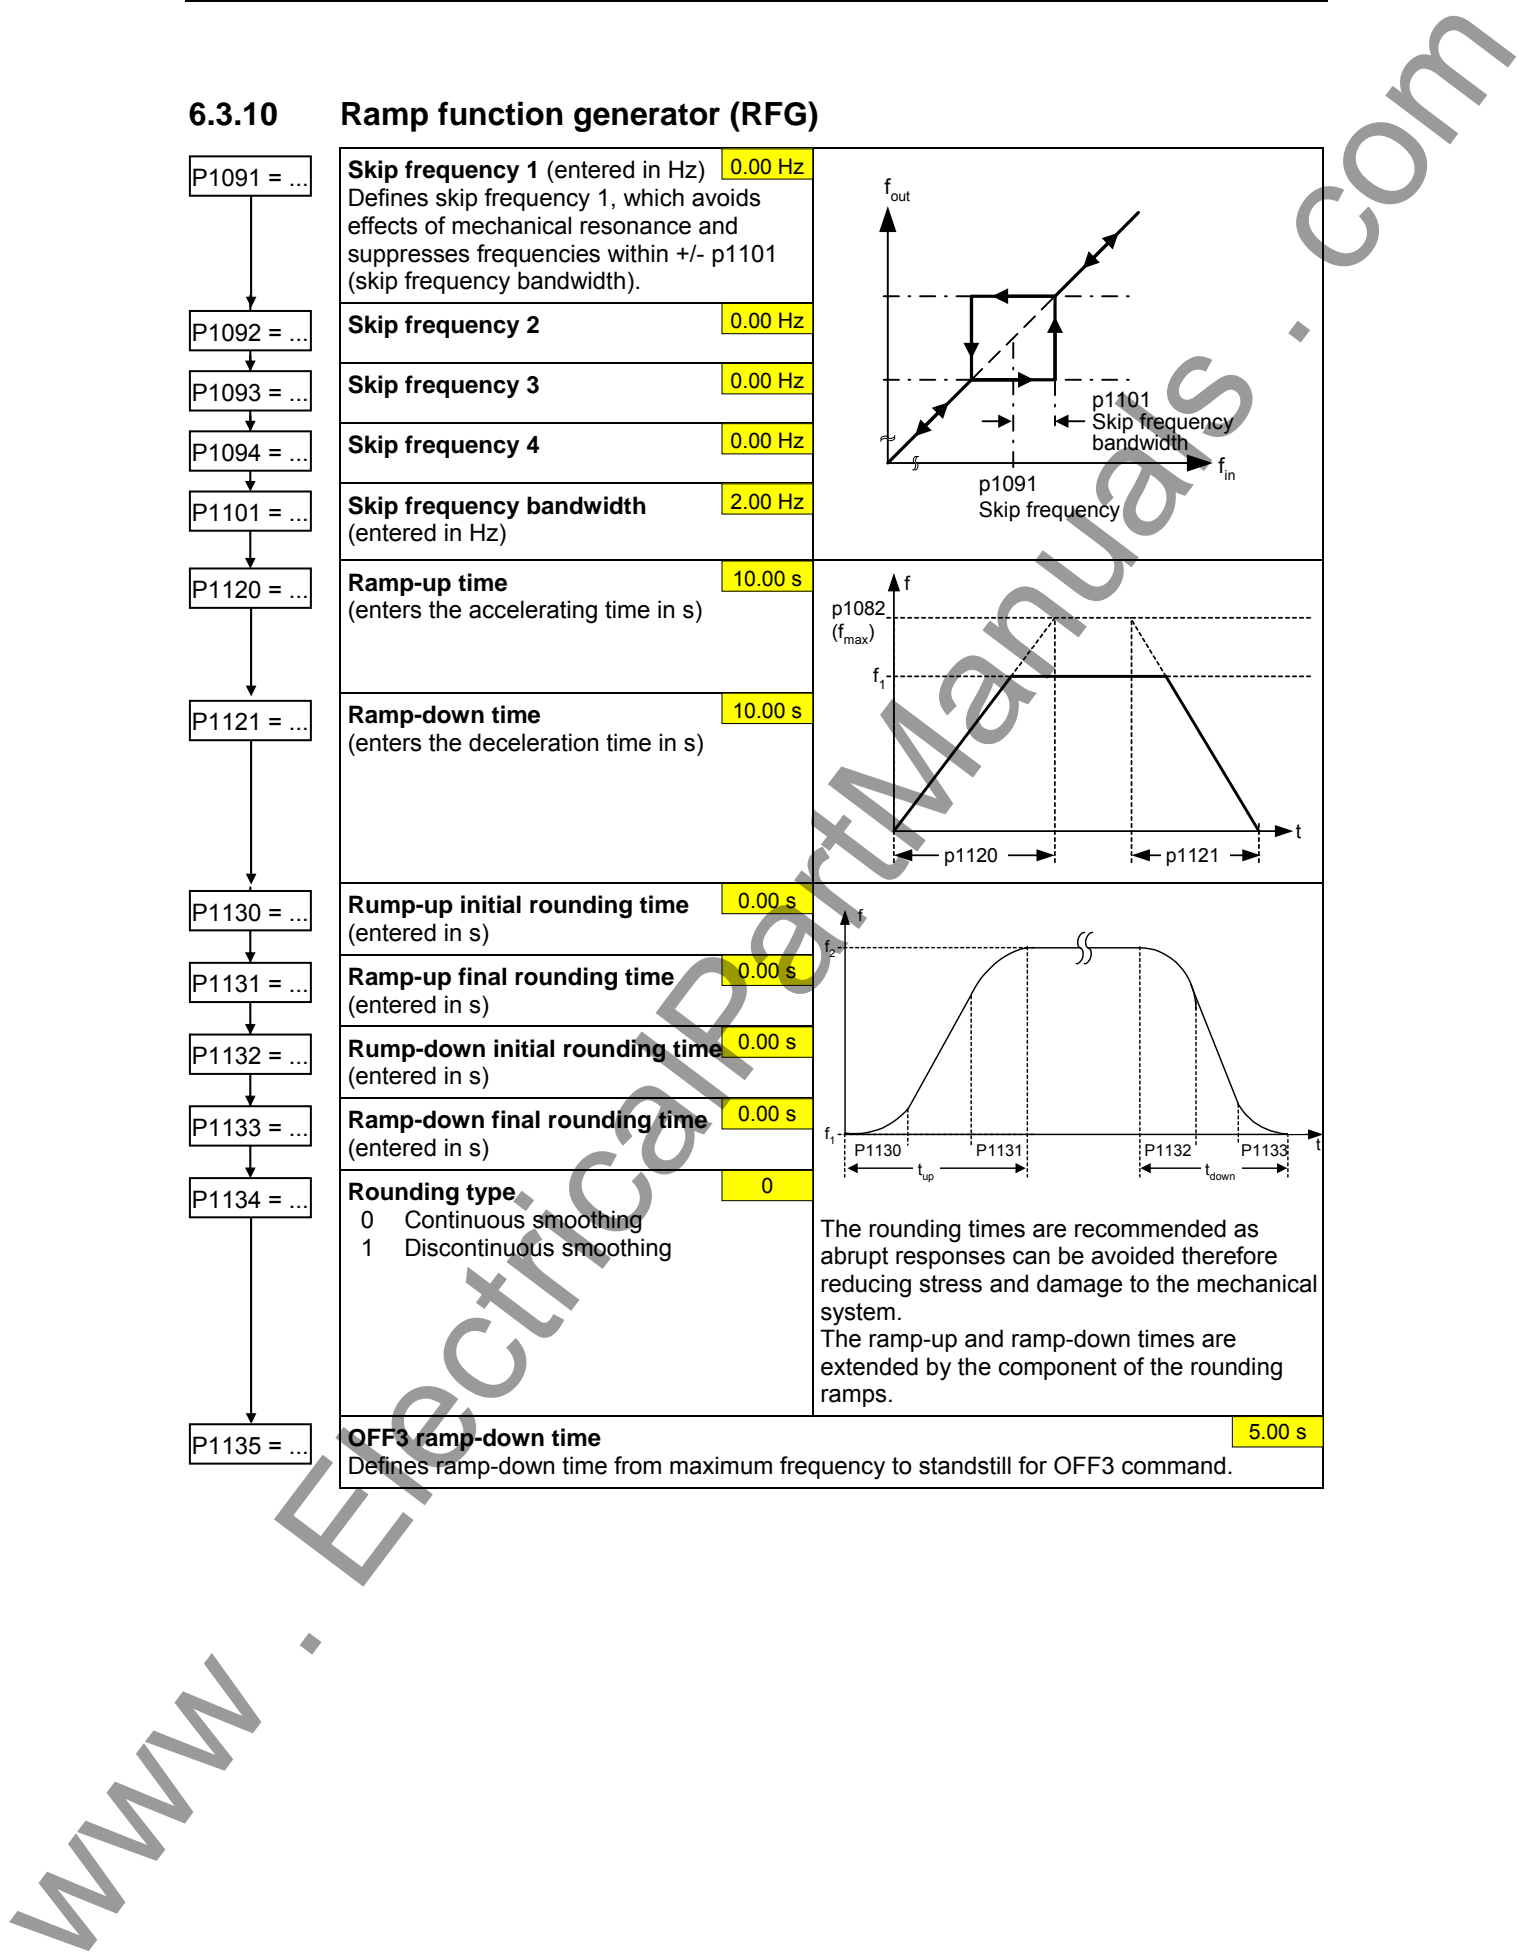 6.3.10 Ramp function generator (RFG)
P1091 = ...
Skip frequency 1 (entered in Hz) 0.00 Hz
Defines skip frequency 1, which avoids
effects of mechanical resonance and
suppresses frequencies within +/- p1101
(skip frequency bandwidth).
P1092 = ...
Skip frequency 2 0.00 Hz
P1093 = ...
Skip frequency 3 0.00 Hz
P1094 = ...
Skip frequency 4 0.00 Hz
P1101 = ...
Skip frequency bandwidth 2.00 Hz
(entered in Hz)
fout
p1101
Skip frequency
bandwidth
fin
p1091
Skip frequency
P1120 = ...
Ramp-up time 10.00 s
(enters the accelerating time in s)
P1121 = ...
Ramp-down time 10.00 s
(enters the deceleration time in s)
f
p1082
(fmax)
f1
t
p1120 p1121
P1130 = ...
Rump-up initial rounding time 0.00 s
(entered in s)
P1131 = ...
Ramp-up final rounding time 0.00 s
(entered in s)
P1132 = ...
Rump-down initial rounding time 0.00 s
(entered in s)
P1133 = ...
Ramp-down final rounding time 0.00 s
(entered in s)
P1134 = ...
Rounding type 0
0 Continuous smoothing
1 Discontinuous smoothing
f
f2
f1
P1130 P1131 P1132 P1133 t
tup tdown
The rounding times are recommended as
abrupt responses can be avoided therefore
reducing stress and damage to the mechanical
system.
The ramp-up and ramp-down times are
extended by the component of the rounding
ramps.
P1135 = ...
OFF3 ramp-down time 5.00 s
Defines ramp-down time from maximum frequency to standstill for OFF3 command.
www . ElectricalPartManuals . com